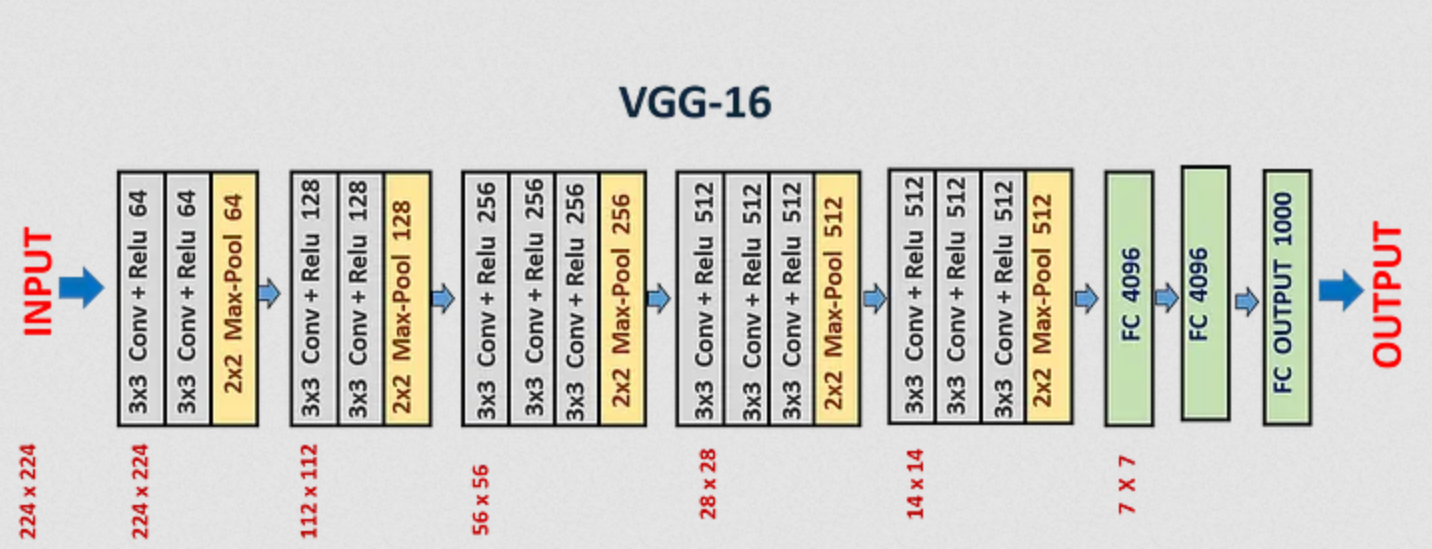 VGG-16
INPUT
3x3 Conv + Relu 64
3x3 Conv + Relu 64
2x2 Max-Pool 64
3x3 Conv + Relu 128
3x3 Conv + Relu 128
2x2 Max-Pool 128
3x3 Conv + Relu 256
3x3 Conv + Relu 256
3x3 Conv + Relu 256
2x2 Max-Pool 256
3x3 Conv + Relu 512
3x3 Conv + Relu 512
3x3 Conv + Relu 512
2x2 Max-Pool 512
3x3 Conv + Relu 512
3x3 Conv + Relu 512
3x3 Conv + Relu 512
2x2 Max-Pool 512
FC 4096
FC 4096
FC OUTPUT 1000
OUTPUT
224 x 224
224 x 224
112 x 112
56 x 56
28 x 28
14 x 14
7 X 7